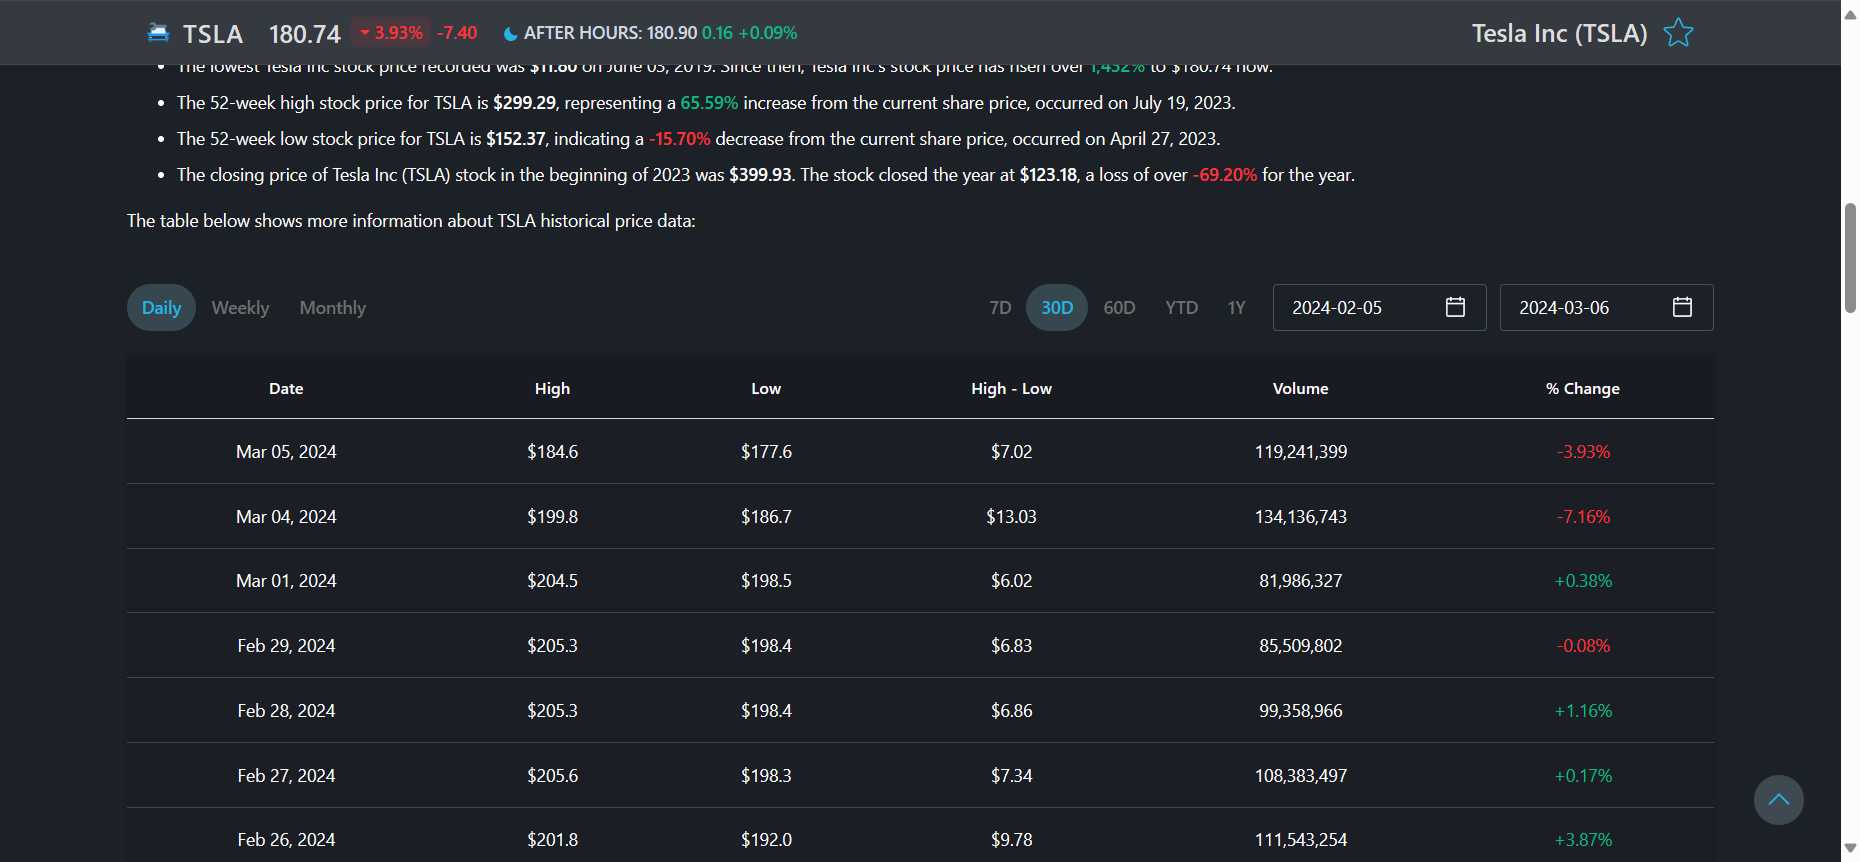 TSLA 180.74 3.93% -7.40 AFTER HOURS: 180.90 0.16 +0.09% Tesla Inc (TSLA)
The lowest Tesla Inc stock price recorded was $11.80 on June 03, 2019. Since then, Tesla Inc's stock price has risen over 1,432% to $180.74 now.
The 52-week high stock price for TSLA is $299.29, representing a 65.59% increase from the current share price, occurred on July 19, 2023.
The 52-week low stock price for TSLA is $152.37, indicating a -15.70% decrease from the current share price, occurred on April 27, 2023.
The closing price of Tesla Inc (TSLA) stock in the beginning of 2023 was $399.93. The stock closed the year at $123.18, a loss of over -69.20% for the year.
The table below shows more information about TSLA historical price data:
Daily Weekly Monthly 7D 30D 60D YTD 1Y 2024-02-05 2024-03-06
Date High Low High - Low Volume % Change
Mar 05, 2024 $184.6 $177.6 $7.02 119,241,399 -3.93%
Mar 04, 2024 $199.8 $186.7 $13.03 134,136,743 -7.16%
Mar 01, 2024 $204.5 $198.5 $6.02 81,986,327 +0.38%
Feb 29, 2024 $205.3 $198.4 $6.83 85,509,802 -0.08%
Feb 28, 2024 $205.3 $198.4 $6.86 99,358,966 +1.16%
Feb 27, 2024 $205.6 $198.3 $7.34 108,383,497 +0.17%
Feb 26, 2024 $201.8 $192.0 $9.78 111,543,254 +3.87%